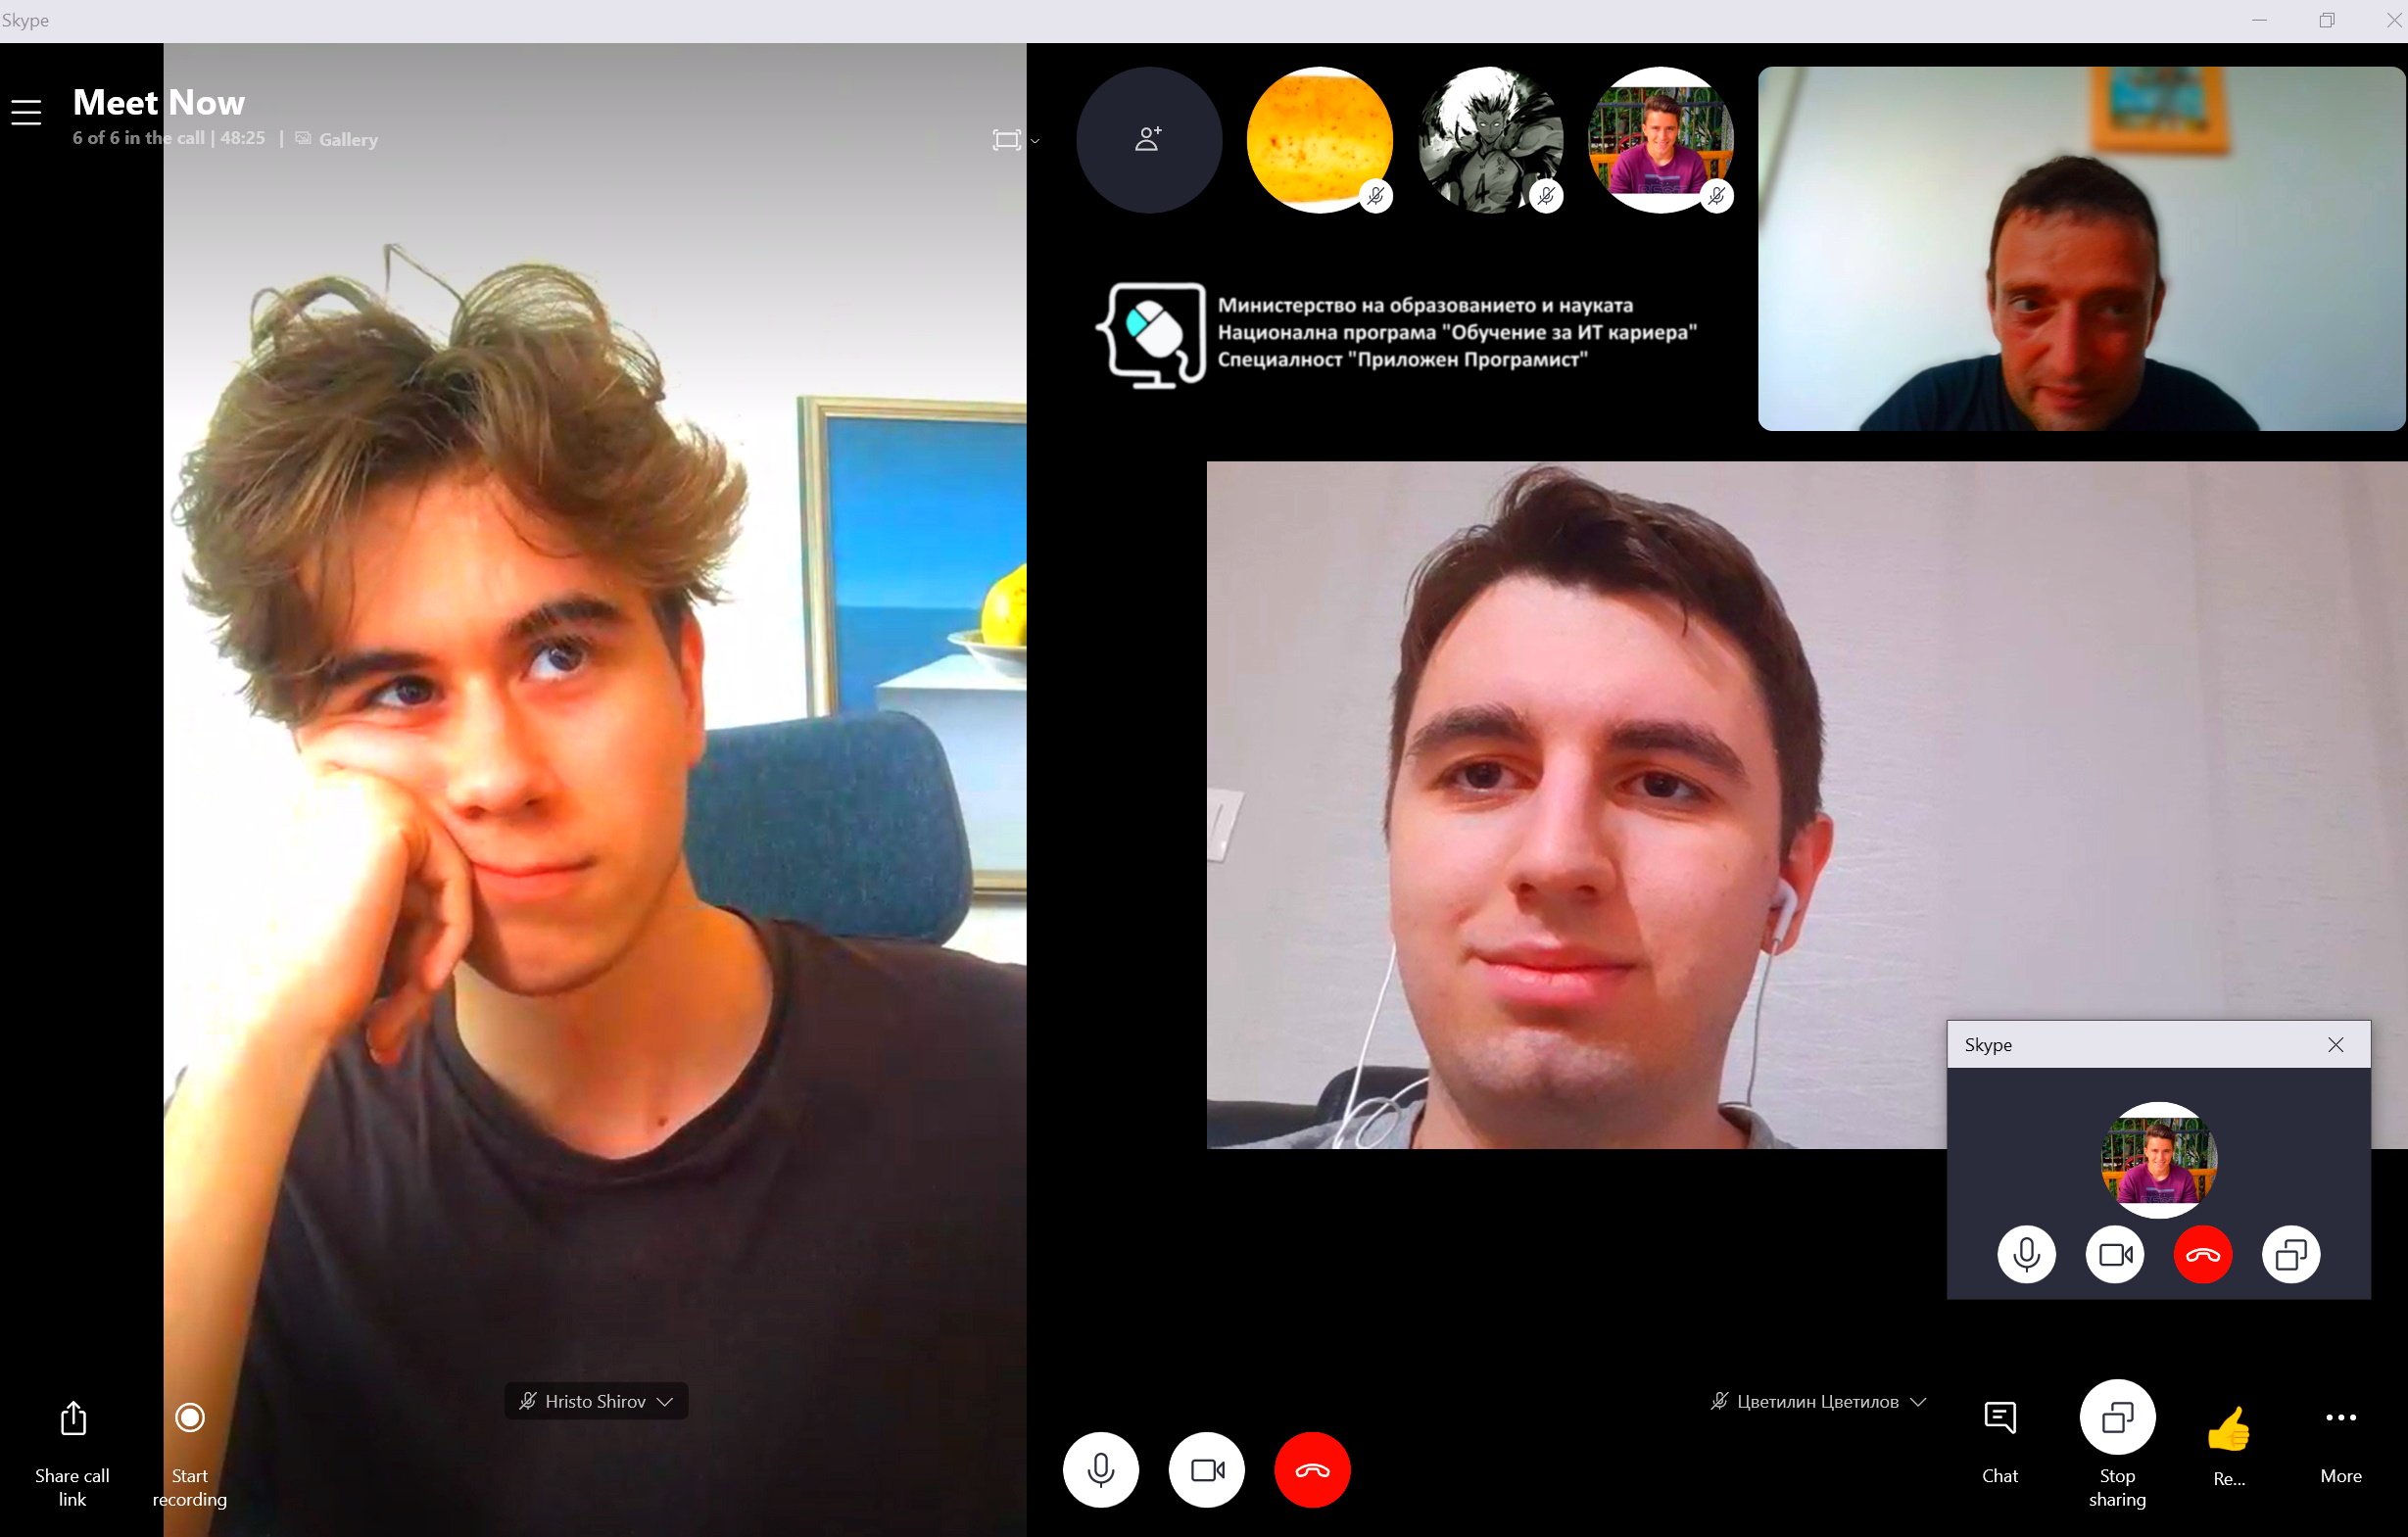 Skype
Meet Now
6 of 6 in the call | 48:25 | Gallery
4
Министерство на образованието и науката
Национална програма "Обучение за ИТ кариера"
Специалност "Приложен Програмист"
Skype
Hristo Shirov
Цветилин Цветилов
Share call
link
Start
recording
Chat
Stop
sharing
Re...
More